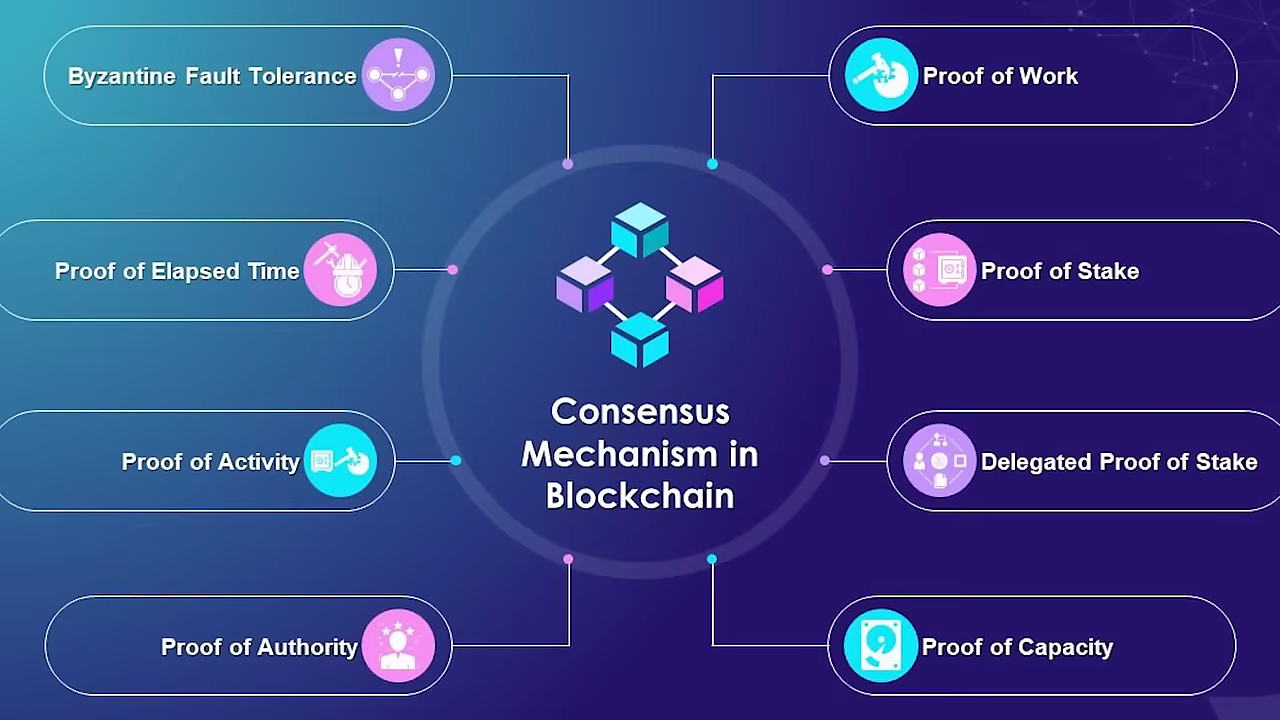 Byzantine Fault Tolerance
Proof of Work
Proof of Elapsed Time
Proof of Stake
Consensus
Mechanism in
Blockchain
Proof of Activity
Delegated Proof of Stake
Proof of Authority
Proof of Capacity